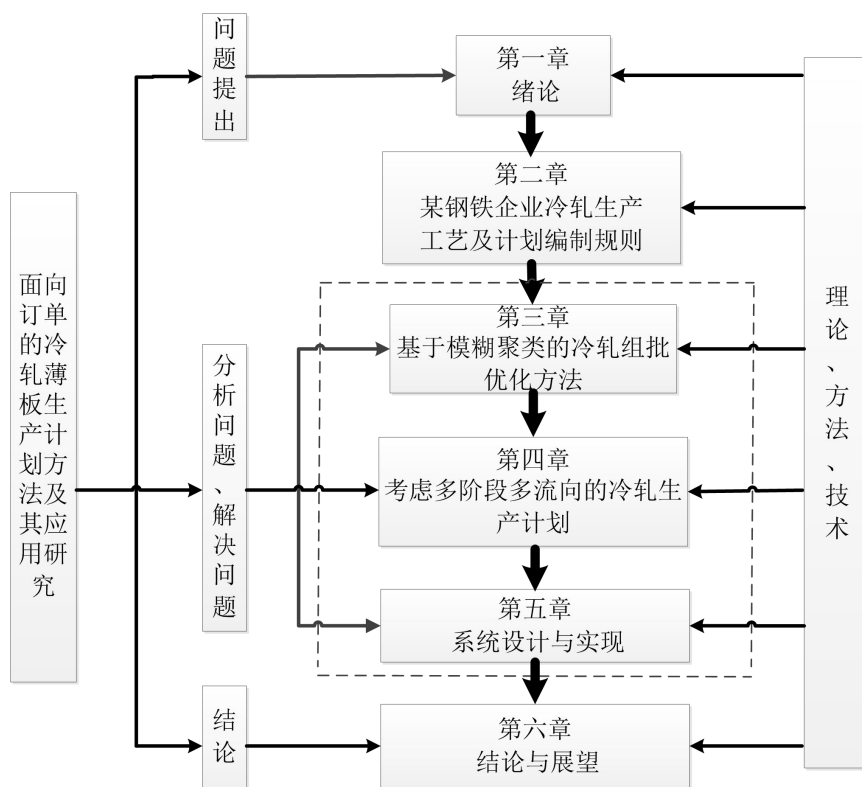 面向
订单
的冷
轧薄
板生
产计
划方
法及
其应
用研
究
问题提出
分析问题、解决问题
结论
第一章
绪论
第二章
某钢铁企业冷轧生产
工艺及计划编制规则
第三章
基于模糊聚类的冷轧组批
优化方法
第四章
考虑多阶段多流向的冷轧生
产计划
第五章
系统设计与实现
第六章
结论与展望
理论、方法、技术